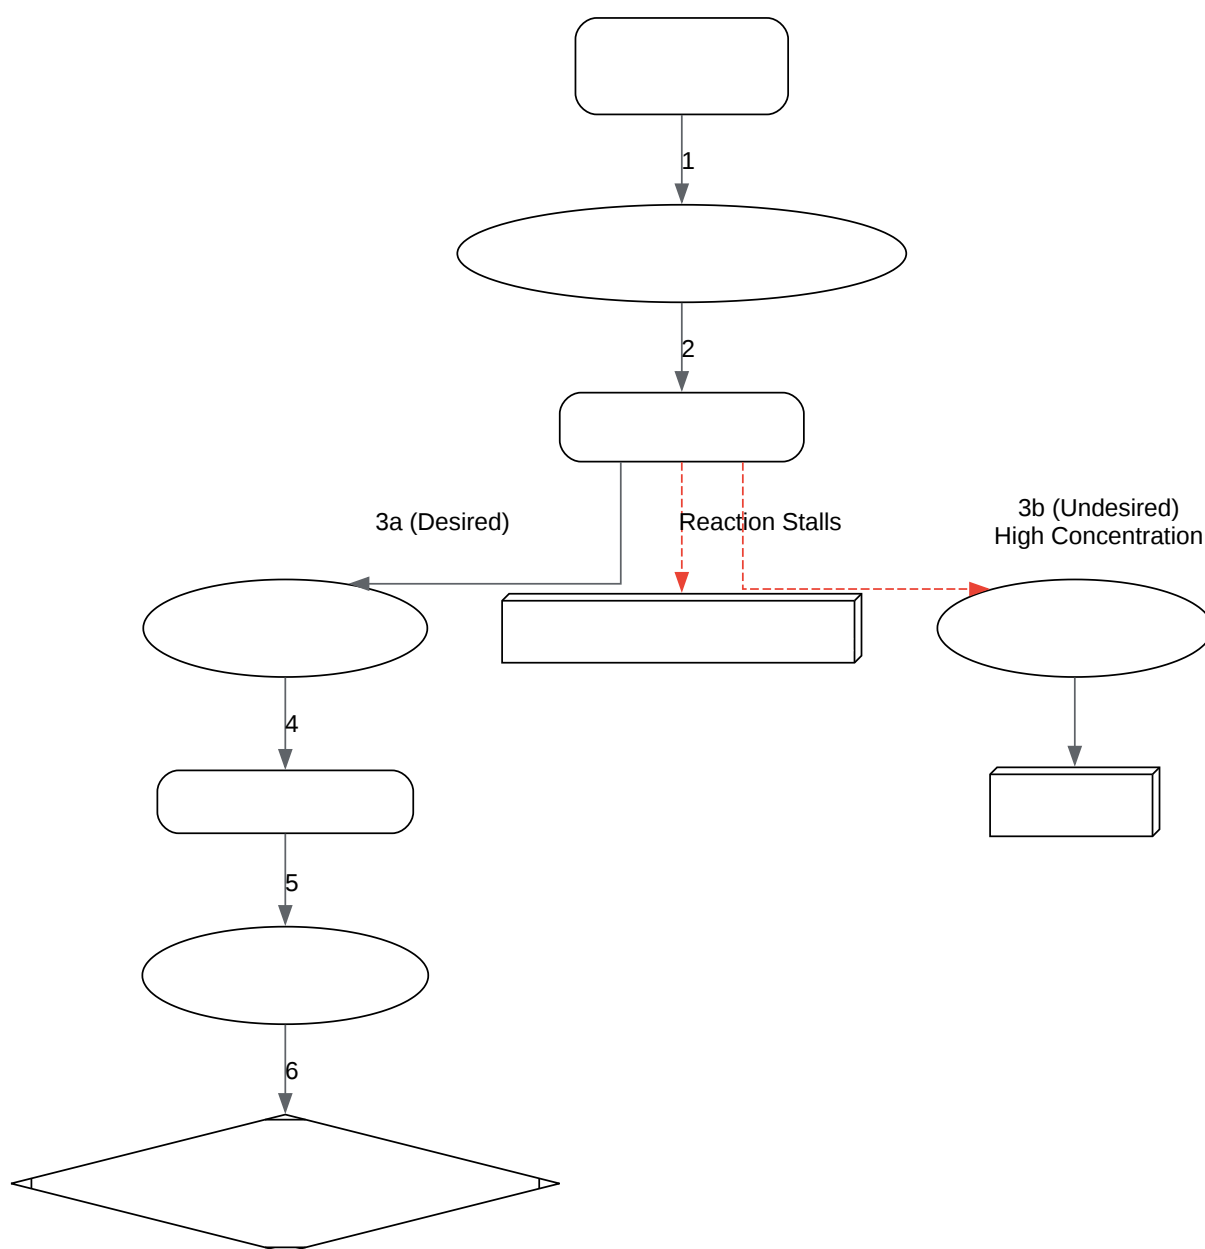 1
2
3a (Desired)
Reaction Stalls
3b (Undesired)
High Concentration
4
5
6